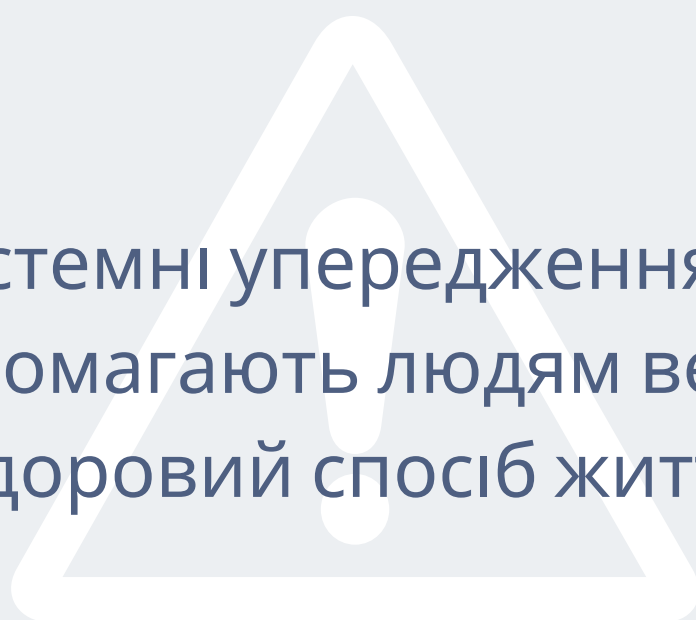 стемні упередження
омагають людям ве
доровий спосіб жит